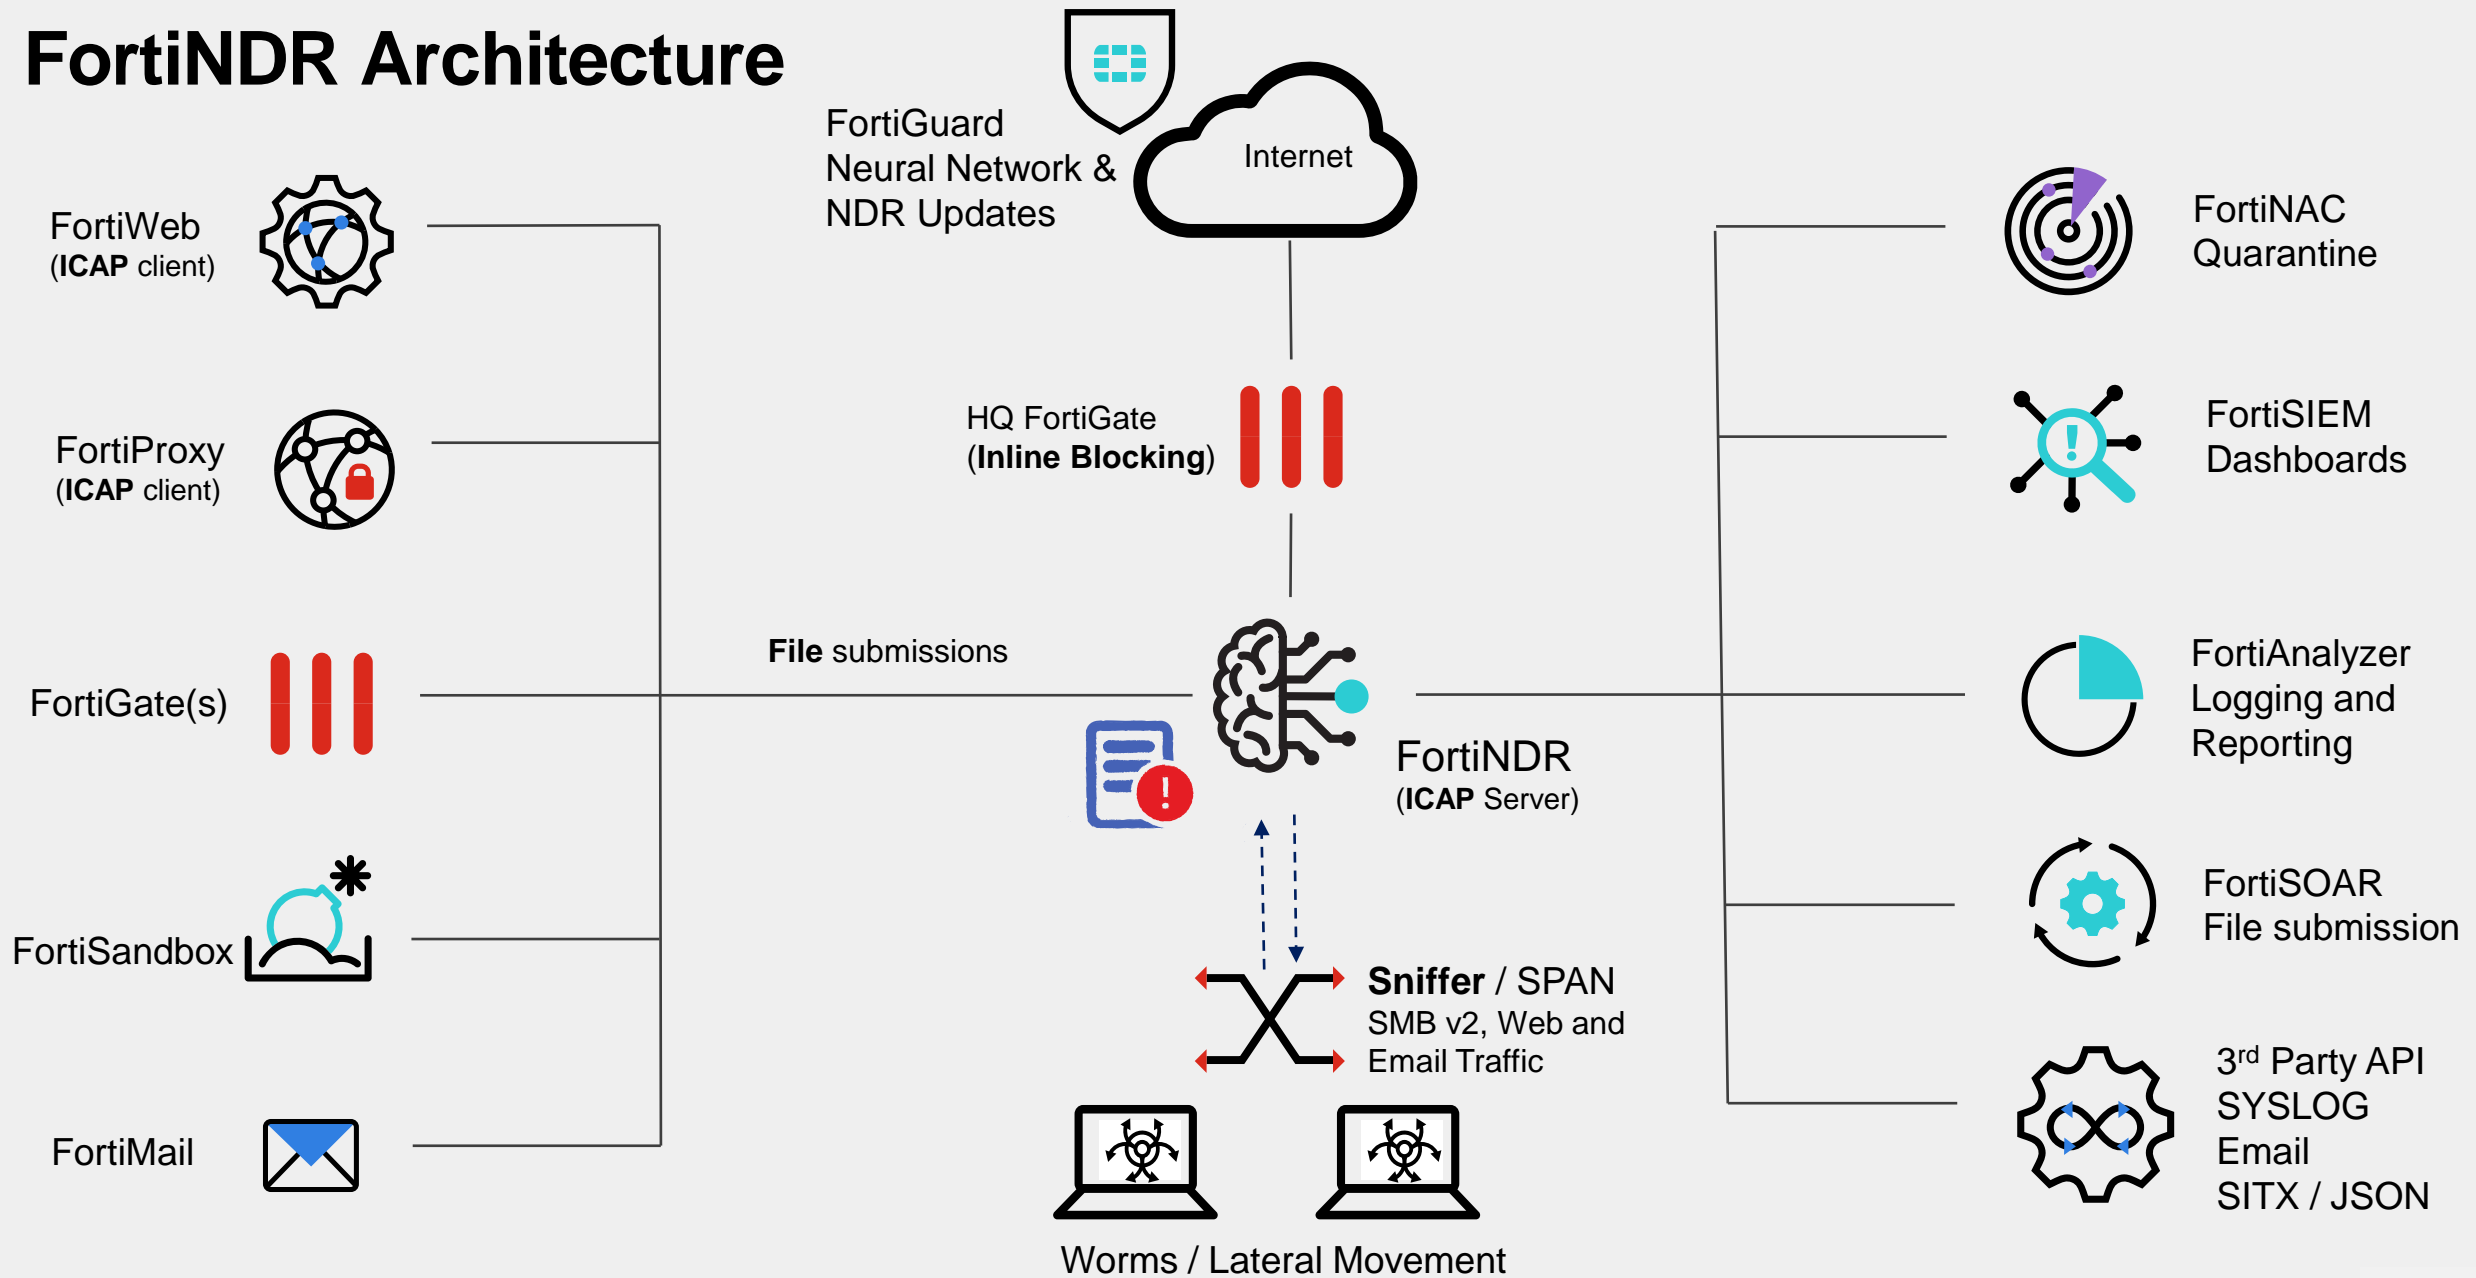 FortiNDR Architecture
FortiGuard
Neural Network &
NDR Updates
Internet
FortiWeb
(ICAP client)
FortiProxy
(ICAP client)
FortiGate(s)
FortiSandbox
FortiMail
HQ FortiGate
(Inline Blocking)
File submissions
FortiNDR
(ICAP Server)
Sniffer / SPAN
SMB v2, Web and
Email Traffic
Worms / Lateral Movement
FortiNAC
Quarantine
FortiSIEM
Dashboards
FortiAnalyzer
Logging and
Reporting
FortiSOAR
File submission
3rd Party API
SYSLOG
Email
SITX / JSON